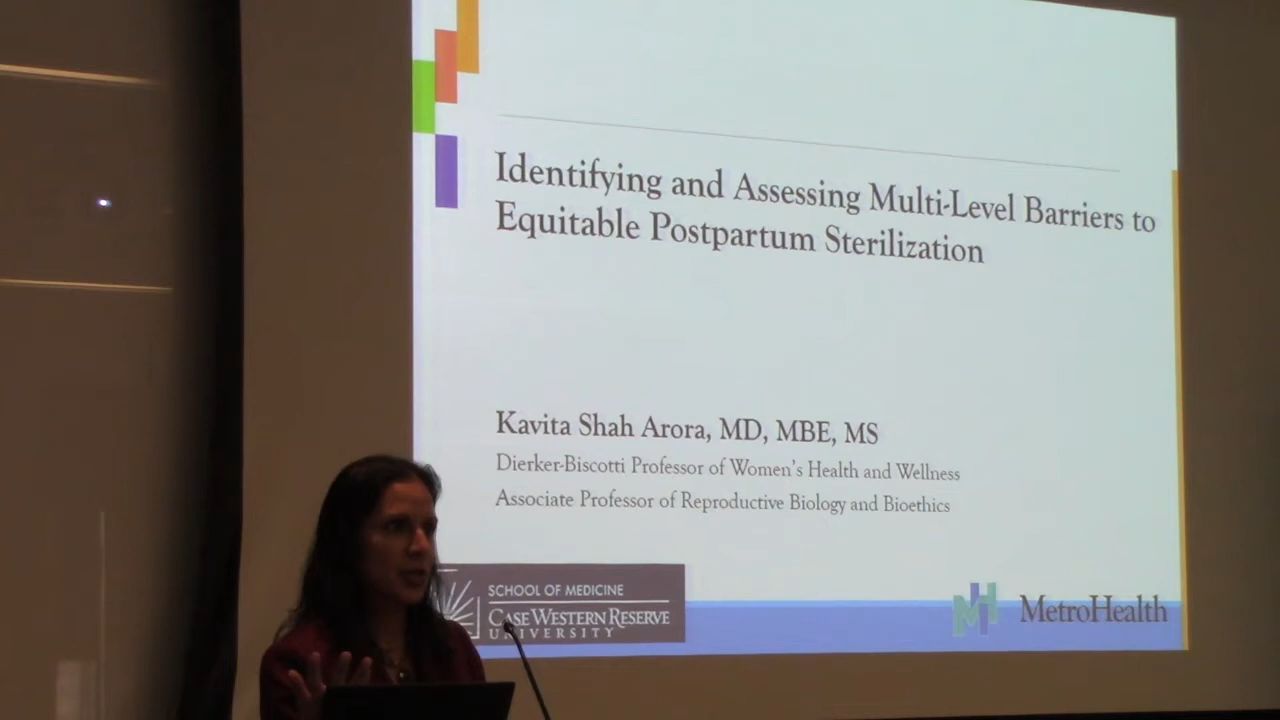 Identifying and Assessing Multi-Level Barriers to
Equitable Postpartum Sterilization
Kavita Shah Arora, MD, MBE, MS
Dierker-Biscotti Professor of Women's Health and Wellness
Associate Professor of Reproductive Biology and Bioethics
SCHOOL OF MEDICINE
CASE WESTERN RESERVE
UNIVERSITY
MH MetroHealth